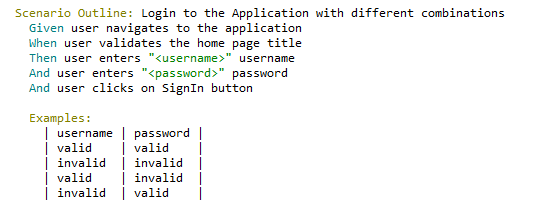 Scenario Outline: Login to the Application with different combinations
Given user navigates to the application
When user validates the home page title
Then user enters "<username>" username
And user enters "<password>" password
And user clicks on SignIn button
Examples:
| username | password |
| valid | valid |
| invalid | invalid |
| valid | invalid |
| invalid | valid |